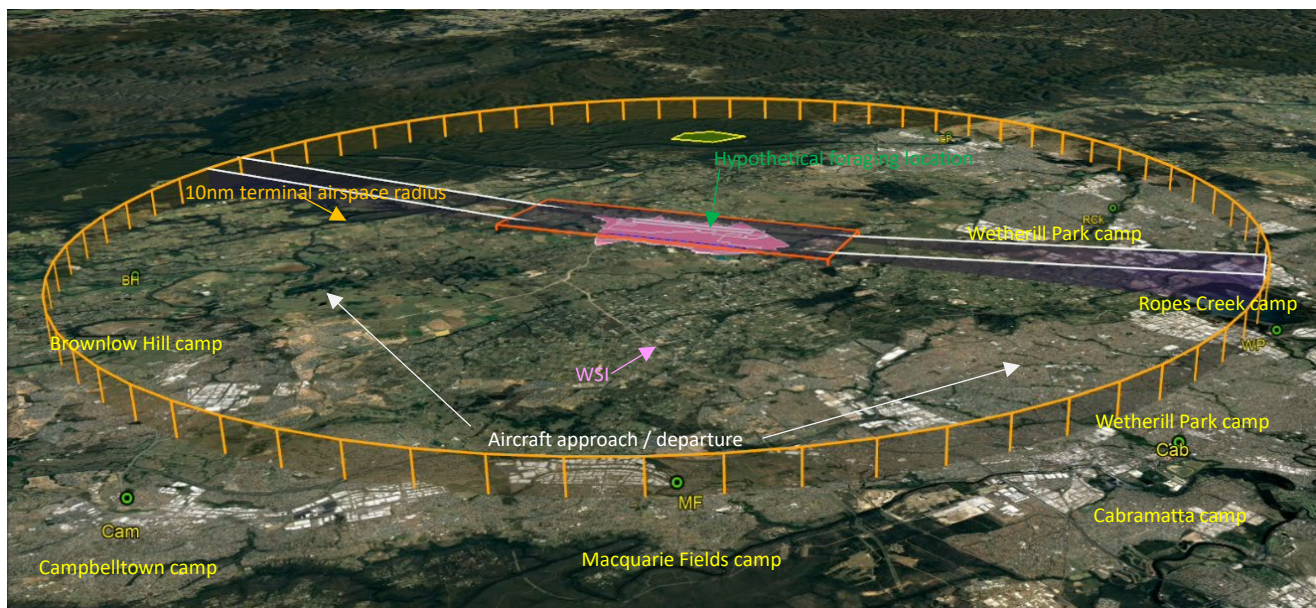 Hypothetical foraging location
10nm terminal airspace radius
RCk
Wetherill Park camp
BH
Ropes Creek camp
Brownlow Hill camp
WP
WSI
Wetherill Park camp
Aircraft approach / departure
Cab
MF
Cam
Cabramatta camp
Macquarie Fields camp
Campbelltown camp